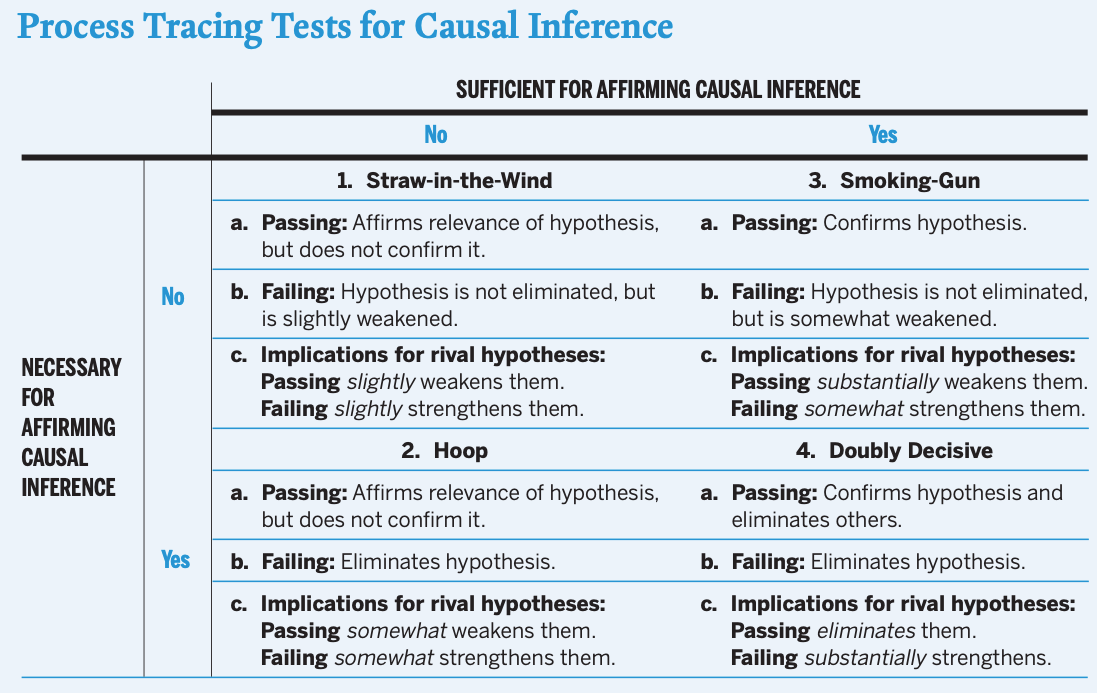 Process Tracing Tests for Causal Inference
SUFFICIENT FOR AFFIRMING CAUSAL INFERENCE
No
Yes
NECESSARY
FOR
AFFIRMING
CAUSAL
INFERENCE
No
1. Straw-in-the-Wind
a. Passing: Affirms relevance of hypothesis,
but does not confirm it.
b. Failing: Hypothesis is not eliminated, but
is slightly weakened.
c. Implications for rival hypotheses:
Passing slightly weakens them.
Failing slightly strengthens them.
3. Smoking-Gun
a. Passing: Confirms hypothesis.
b. Failing: Hypothesis is not eliminated,
but is somewhat weakened.
c. Implications for rival hypotheses:
Passing substantially weakens them.
Failing somewhat strengthens them.
Yes
2. Hoop
a. Passing: Affirms relevance of hypothesis,
but does not confirm it.
b. Failing: Eliminates hypothesis.
c. Implications for rival hypotheses:
Passing somewhat weakens them.
Failing somewhat strengthens them.
4. Doubly Decisive
a. Passing: Confirms hypothesis and
eliminates others.
b. Failing: Eliminates hypothesis.
c. Implications for rival hypotheses:
Passing eliminates them.
Failing substantially strengthens.